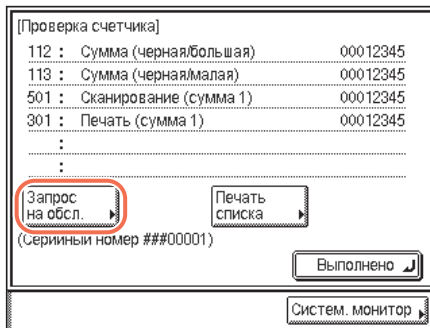 [Проверка счетчика]
112 : Сумма (черная/большая) 00012345
113 : Сумма (черная/малая) 00012345
501 : Сканирование (сумма 1) 00012345
301 : Печать (сумма 1) 00012345
:
:
Запрос
на обсл.
Печать
списка
(Серийный номер ###00001)
Выполнено
Систем. монитор